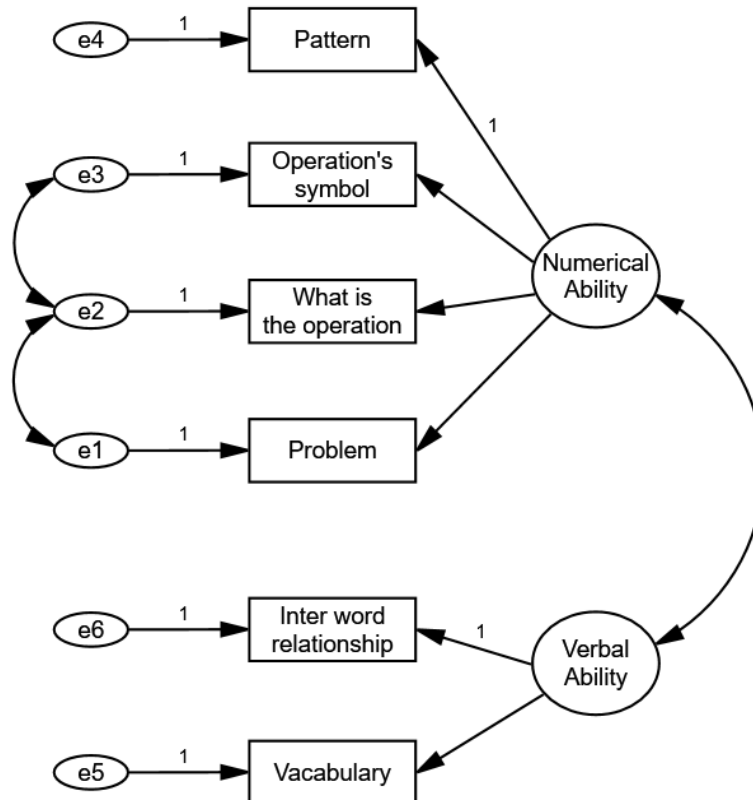 e4
1
Pattern
1
e3
1
Operation's
symbol
Numerical
Ability
e2
1
What is
the operation
e1
1
Problem
e6
1
Inter word
relationship
1
Verbal
Ability
e5
1
Vacabulary